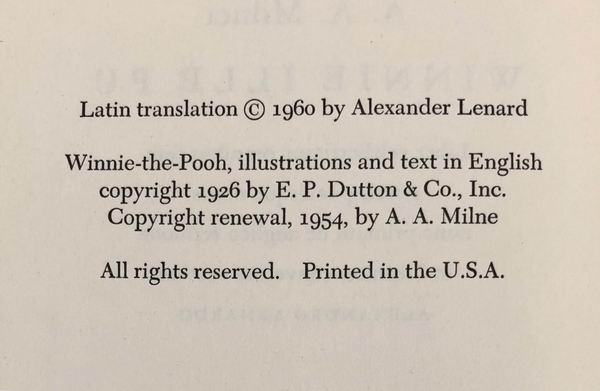 Latin translation © 1960 by Alexander Lenard
Winnie-the-Pooh, illustrations and text in English
copyright 1926 by E. P. Dutton & Co., Inc.
Copyright renewal, 1954, by A. A. Milne
All rights reserved. Printed in the U.S.A.